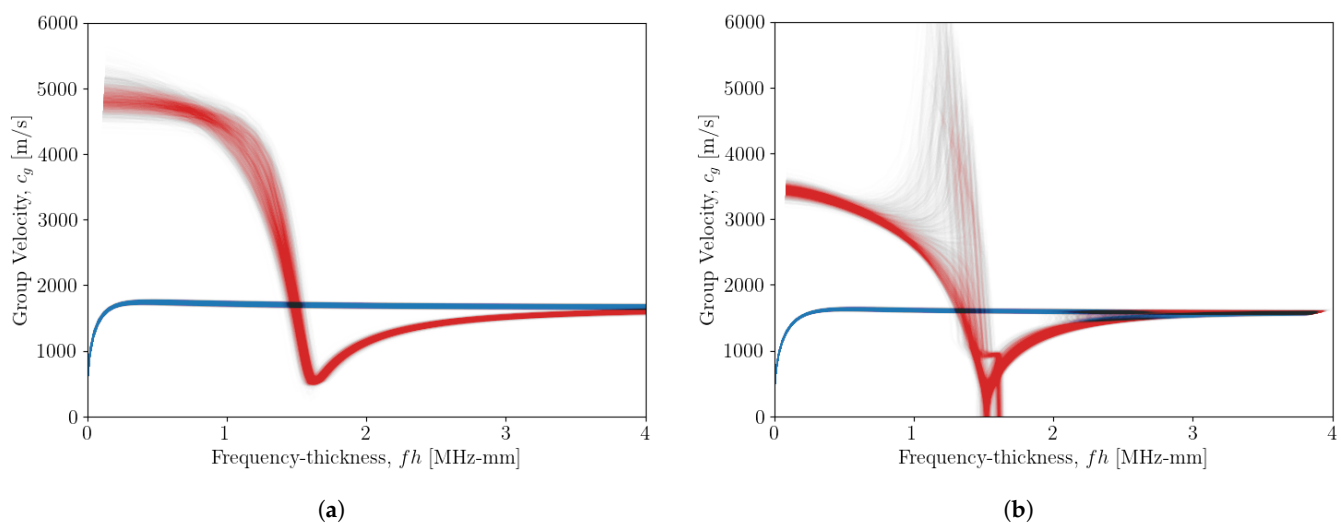 6000
5000
4000
3000
2000
1000
0
Group Velocity, c_g [m/s]
0 1 2 3 4
Frequency-thickness, fh [MHz-mm]
(a)
6000
5000
4000
3000
2000
1000
0
Group Velocity, c_g [m/s]
0 1 2 3 4
Frequency-thickness, fh [MHz-mm]
(b)